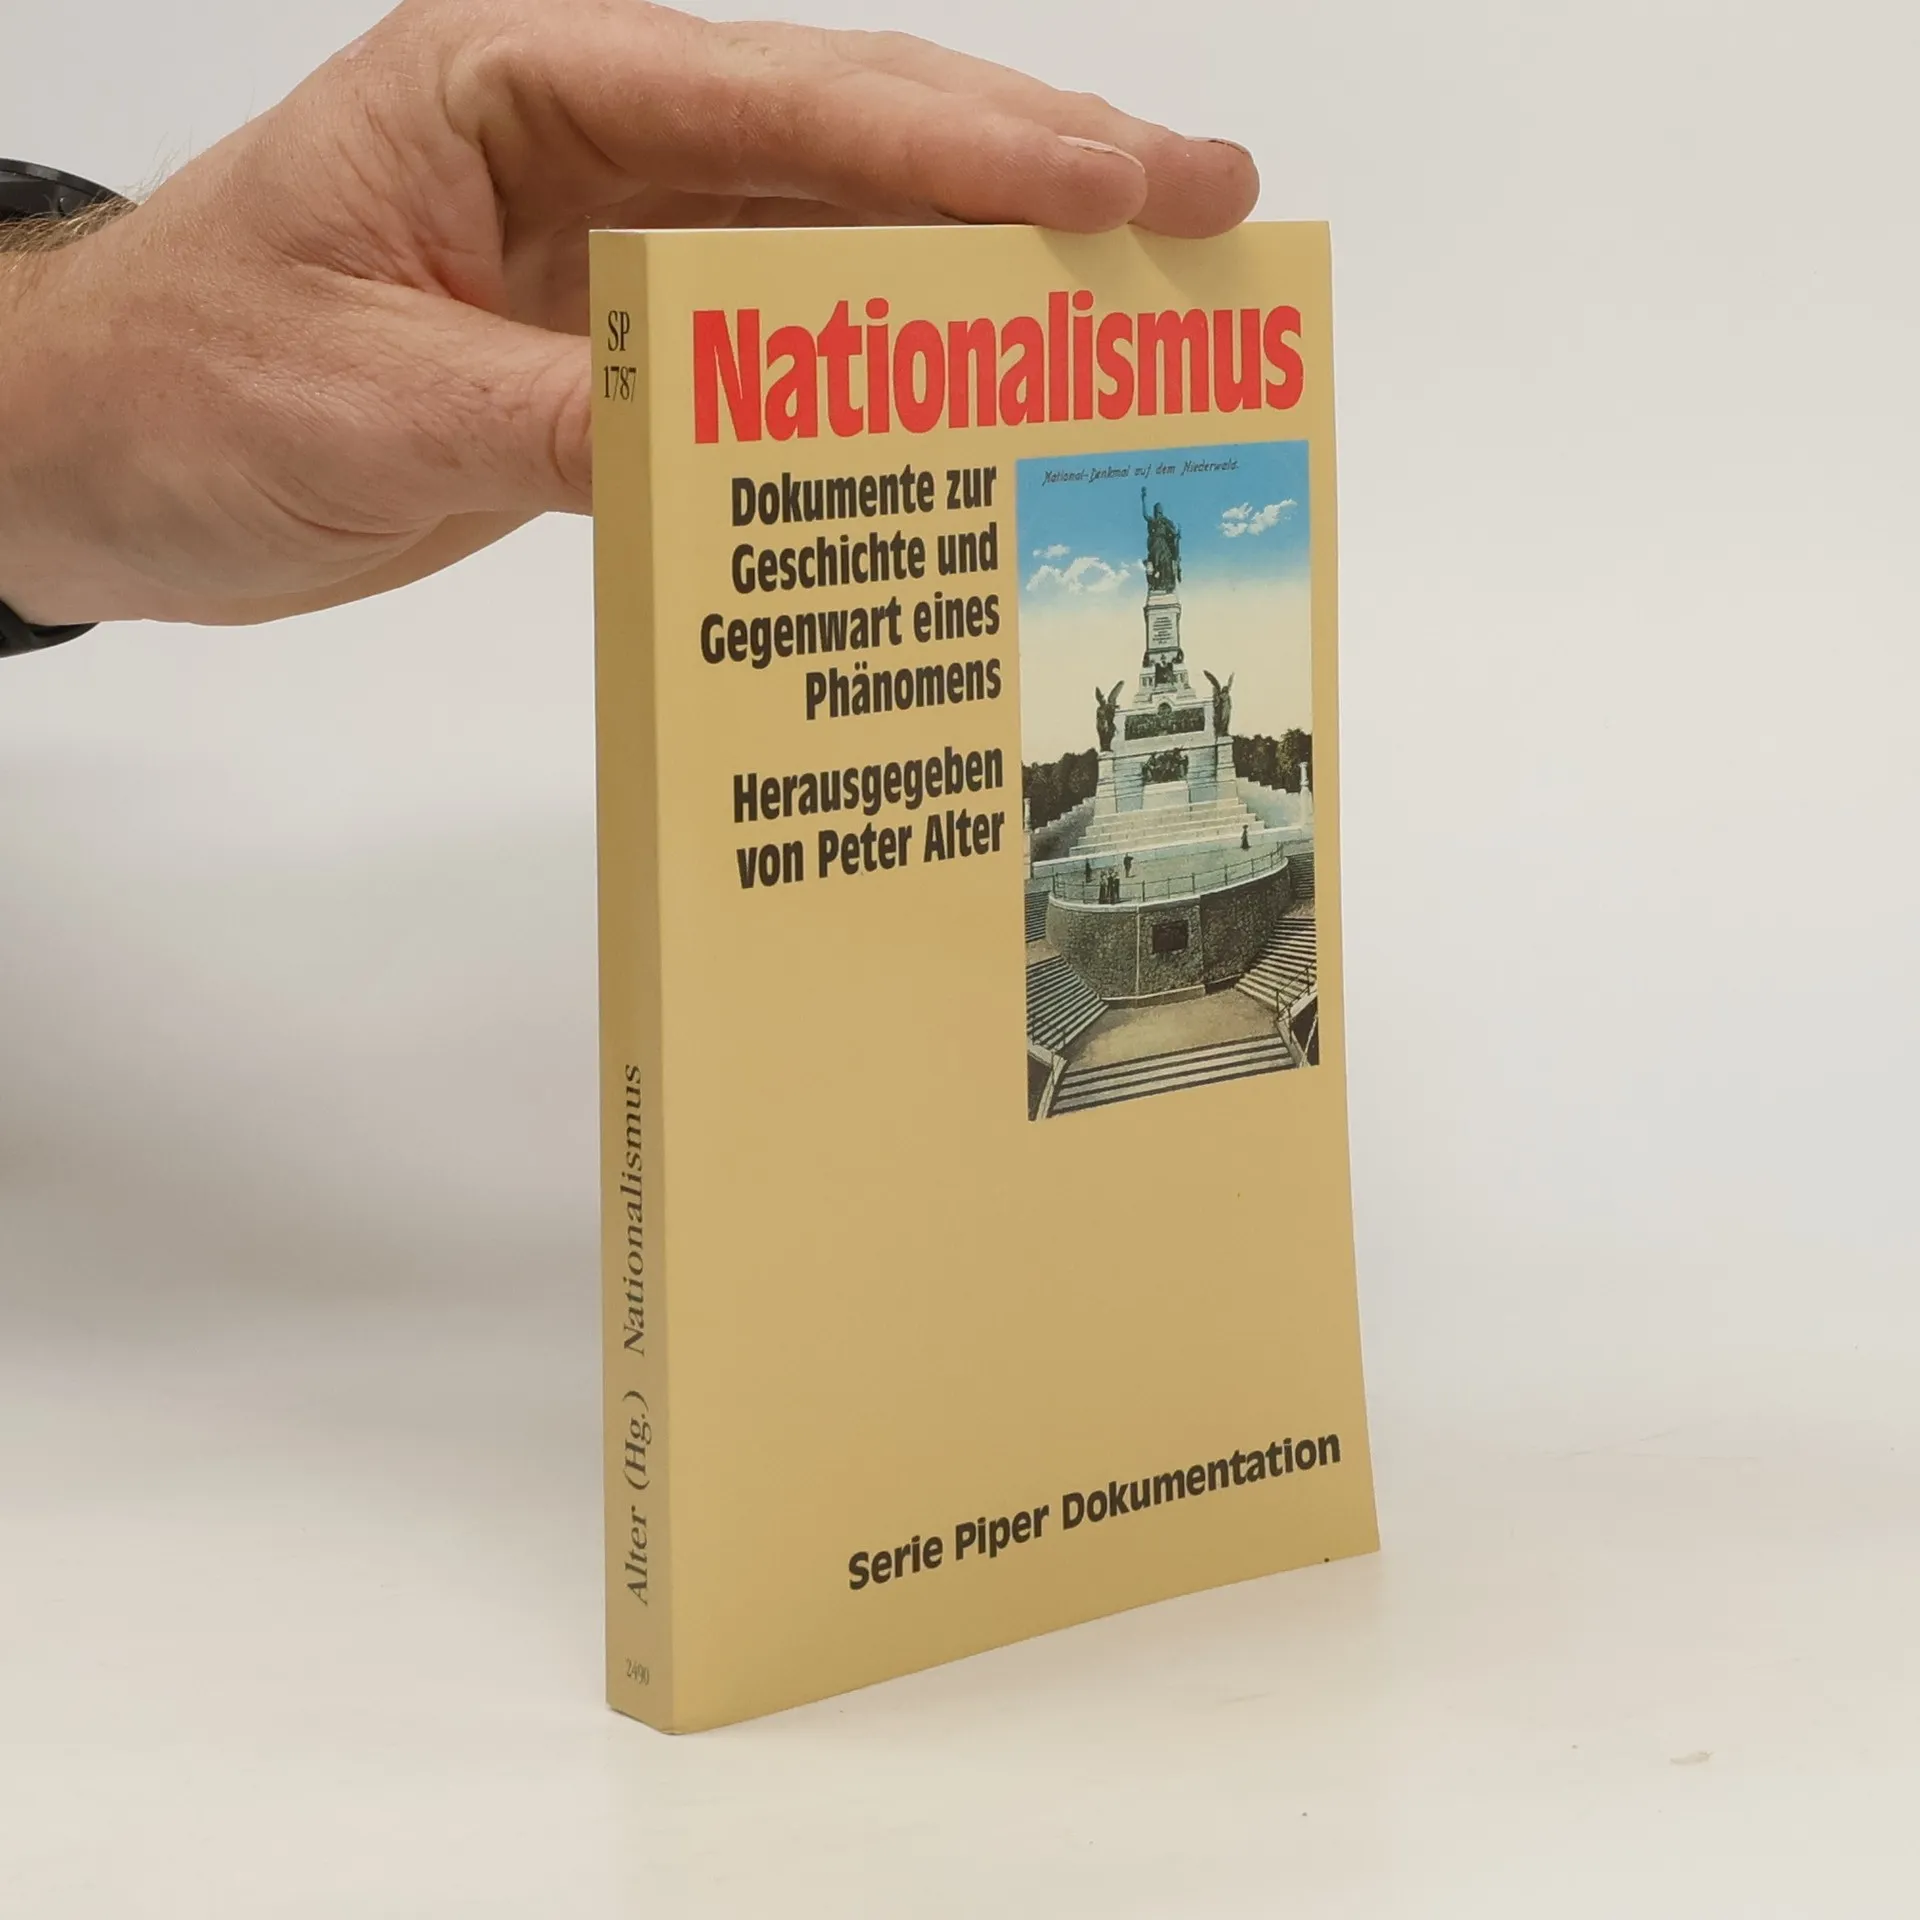 SP
1787
Alter (Hg.) Nationalismus
2490
Nationalismus
Dokumente zur
Geschichte und
Gegenwart eines
Phänomens
Herausgegeben
von Peter Alter
National-Denkmal auf dem Niederwald.
Serie Piper Dokumentation